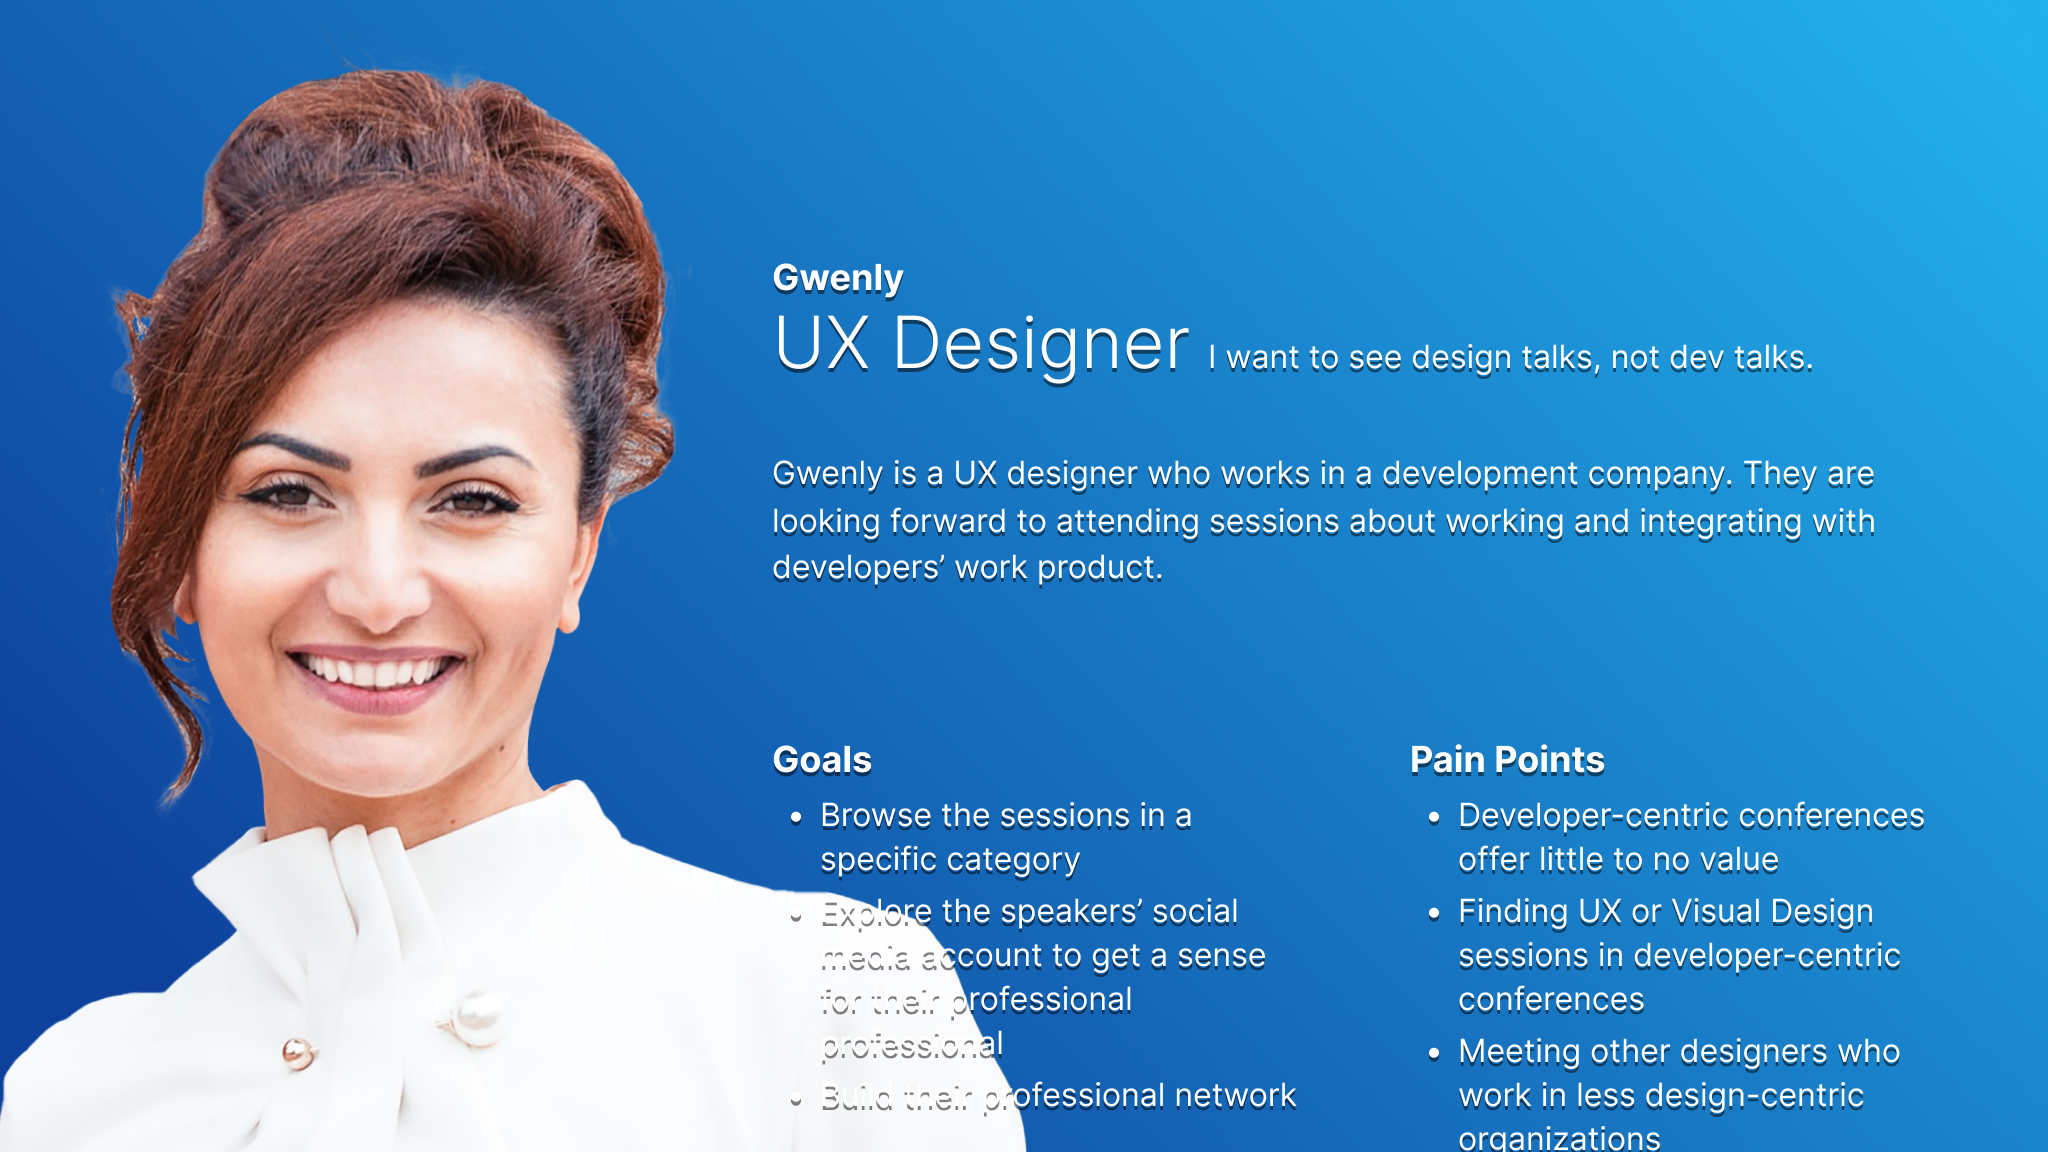 Gwenly
UX Designer I want to see design talks, not dev talks.
Gwenly is a UX designer who works in a development company. They are
looking forward to attending sessions about working and integrating with
developers’ work product.
Goals
• Browse the sessions in a
specific category
• Explore the speakers’ social
media account to get a sense
for their professional
professional
• Build their professional network
Pain Points
• Developer-centric conferences
offer little to no value
• Finding UX or Visual Design
sessions in developer-centric
conferences
• Meeting other designers who
work in less design-centric
organizations